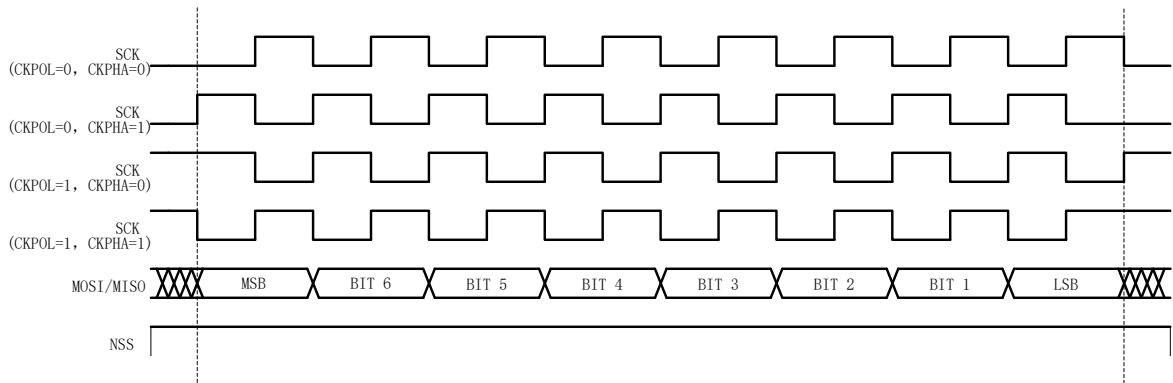 SCK
(CKPOL=0, CKPHA=0)
SCK
(CKPOL=0, CKPHA=1)
SCK
(CKPOL=1, CKPHA=0)
SCK
(CKPOL=1, CKPHA=1)
MOSI/MISO MSB BIT 6 BIT 5 BIT 4 BIT 3 BIT 2 BIT 1 LSB
NSS